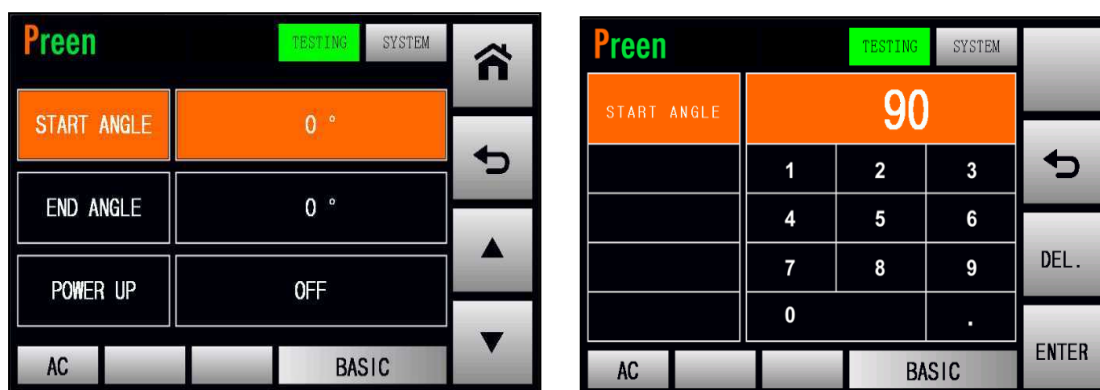 Preen TESTING SYSTEM
START ANGLE 0 °
END ANGLE 0 °
POWER UP OFF
AC BASIC
Preen TESTING SYSTEM
START ANGLE 90
1 2 3
4 5 6
7 8 9 DEL.
0 .
AC BASIC ENTER